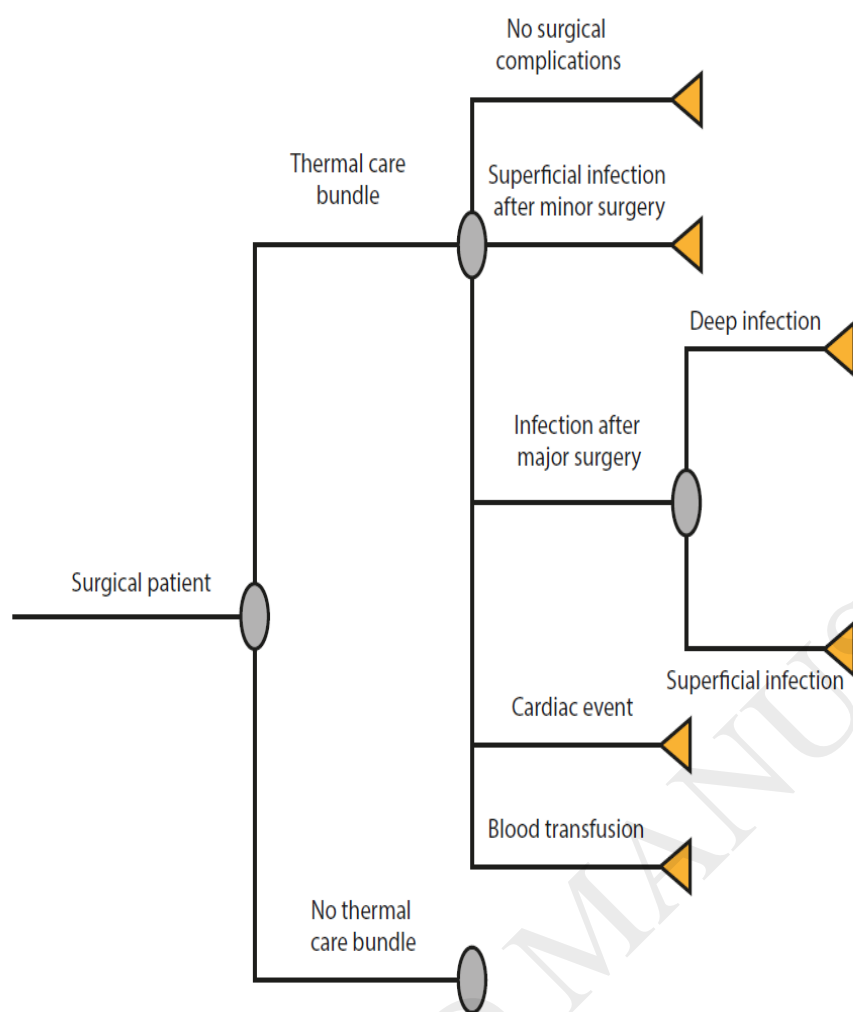 No surgical
complications
Thermal care
bundle
Superficial infection
after minor surgery
Deep infection
Infection after
major surgery
Surgical patient
Superficial infection
Cardiac event
Blood transfusion
No thermal
care bundle